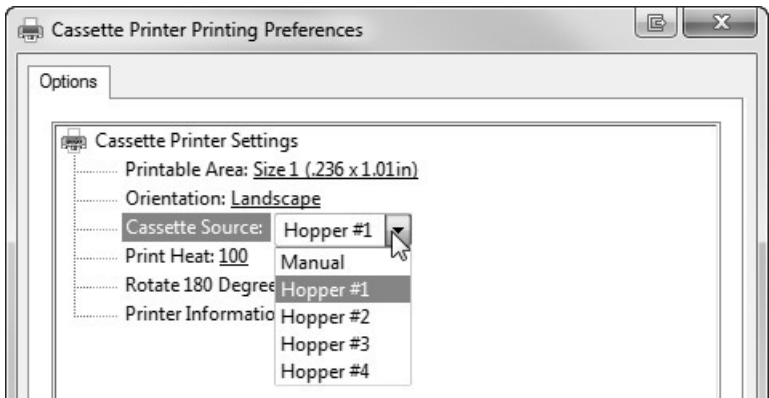 Cassette Printer Printing Preferences
Options
Cassette Printer Settings
Printable Area: Size 1 (.236 x 1.01in)
Orientation: Landscape
Cassette Source: Hopper #1
Print Heat: 100
Manual
Rotate 180 Degree
Hopper #1
Printer Informatio
Hopper #2
Hopper #3
Hopper #4